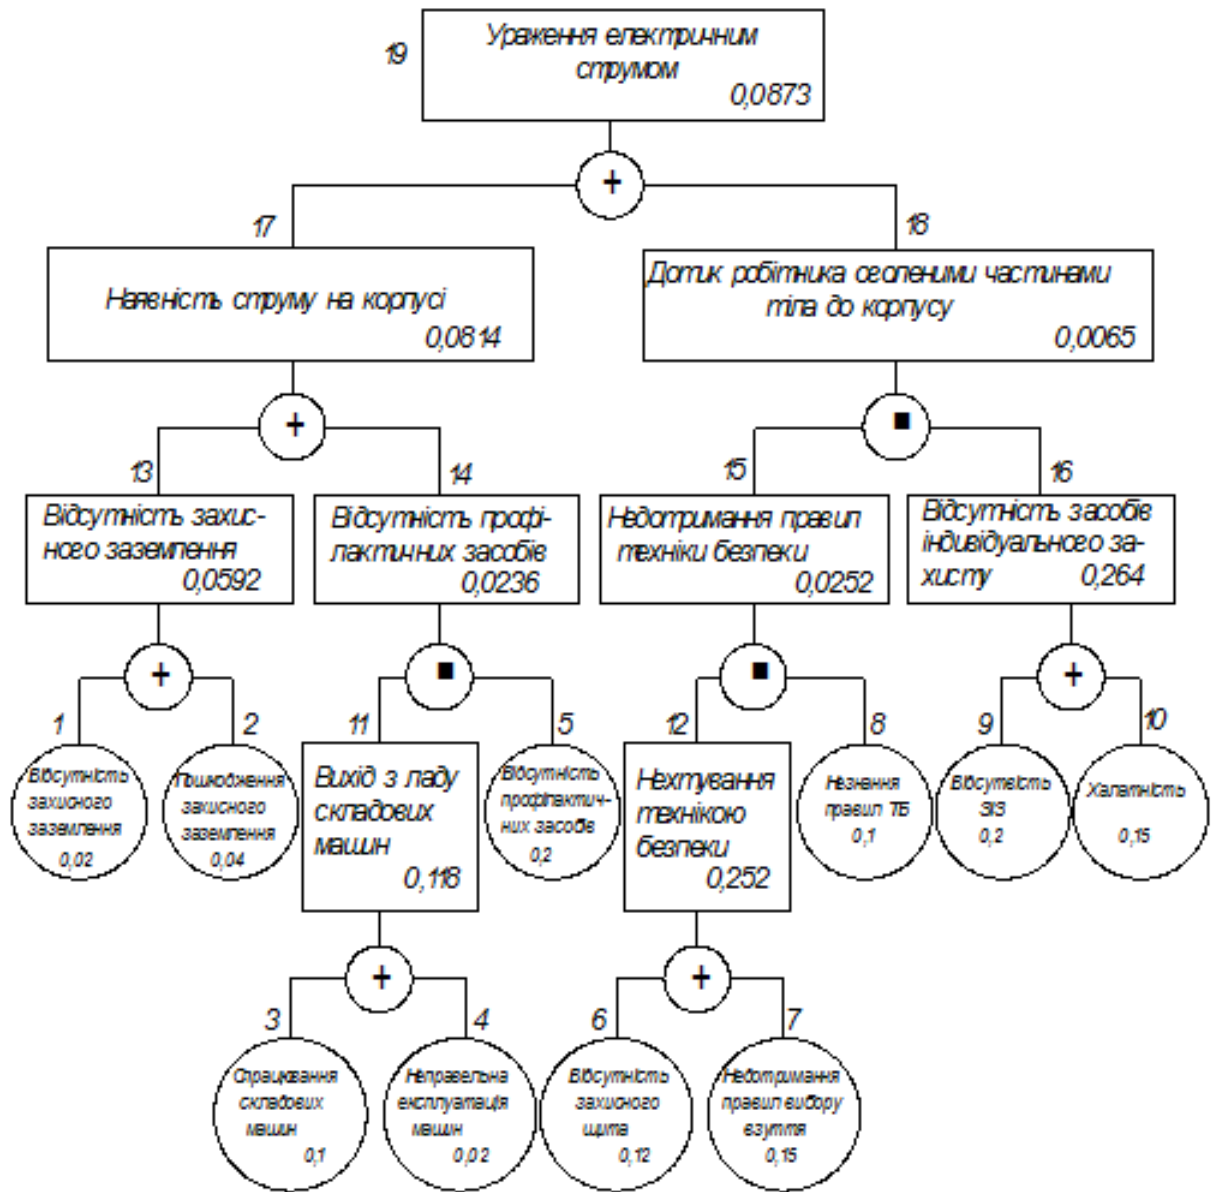 19
Ураження електричним
струмом
0,0873
+
17
18
Наявність струму на корпусі
0,0814
Дотик робітника оголеними частинами
тіла до корпусу
0,0065
+
13
14
15
16
Відсутність захис-
ного заземлення
0,0592
Відсутність профі-
лактичних засобів
0,0236
Недотримання правил
техніки безпеки
0,0252
Відсутність засобів
індивідуального за-
хисту 0,264
+
+
1
2
11
5
12
8
9
10
Відсутність
захисного
заземлення
0,02
Пошкодження
захисного
заземлення
0,04
Вихід з ладу
складових
машин
0,118
Відсутність
профілактич-
них засобів
0,2
Нехтування
технікою
безпеки
0,252
Незнання
правил ТБ
0,1
Відсутвість
ЗІЗ
0,2
Халатність
0,15
+
+
3
4
6
7
Спрацювання
складових
машин
0,1
Неправельна
експлуатація
машин
0,02
Відсутність
захисного
щита
0,12
Недотримання
правил вибору
взуття
0,15